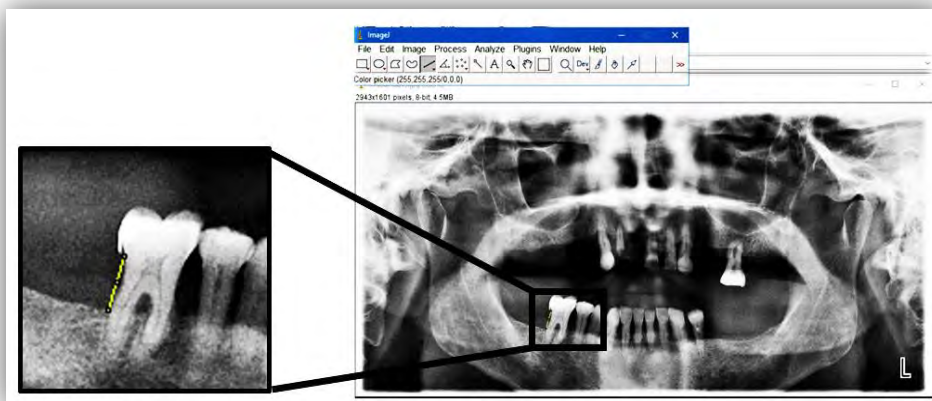 ImageJ
File Edit Image Process Analyze Plugins Window Help
A Dev >>
Color picker (255,255,255/0,0,0)
2943x1601 pixels, 8-bit, 4.5MB
L